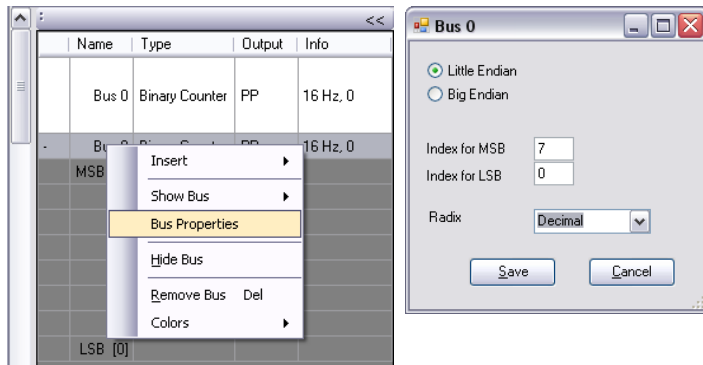 <<
Name Type Output Info
Bus 0 Binary Counter PP 16 Hz, 0
- 16 Hz, 0
MSB
Insert
Show Bus
Bus Properties
Hide Bus
Remove Bus Del
Colors
LSB [0]
Bus 0
Little Endian
Big Endian
Index for MSB 7
Index for LSB 0
Radix Decimal
Save Cancel